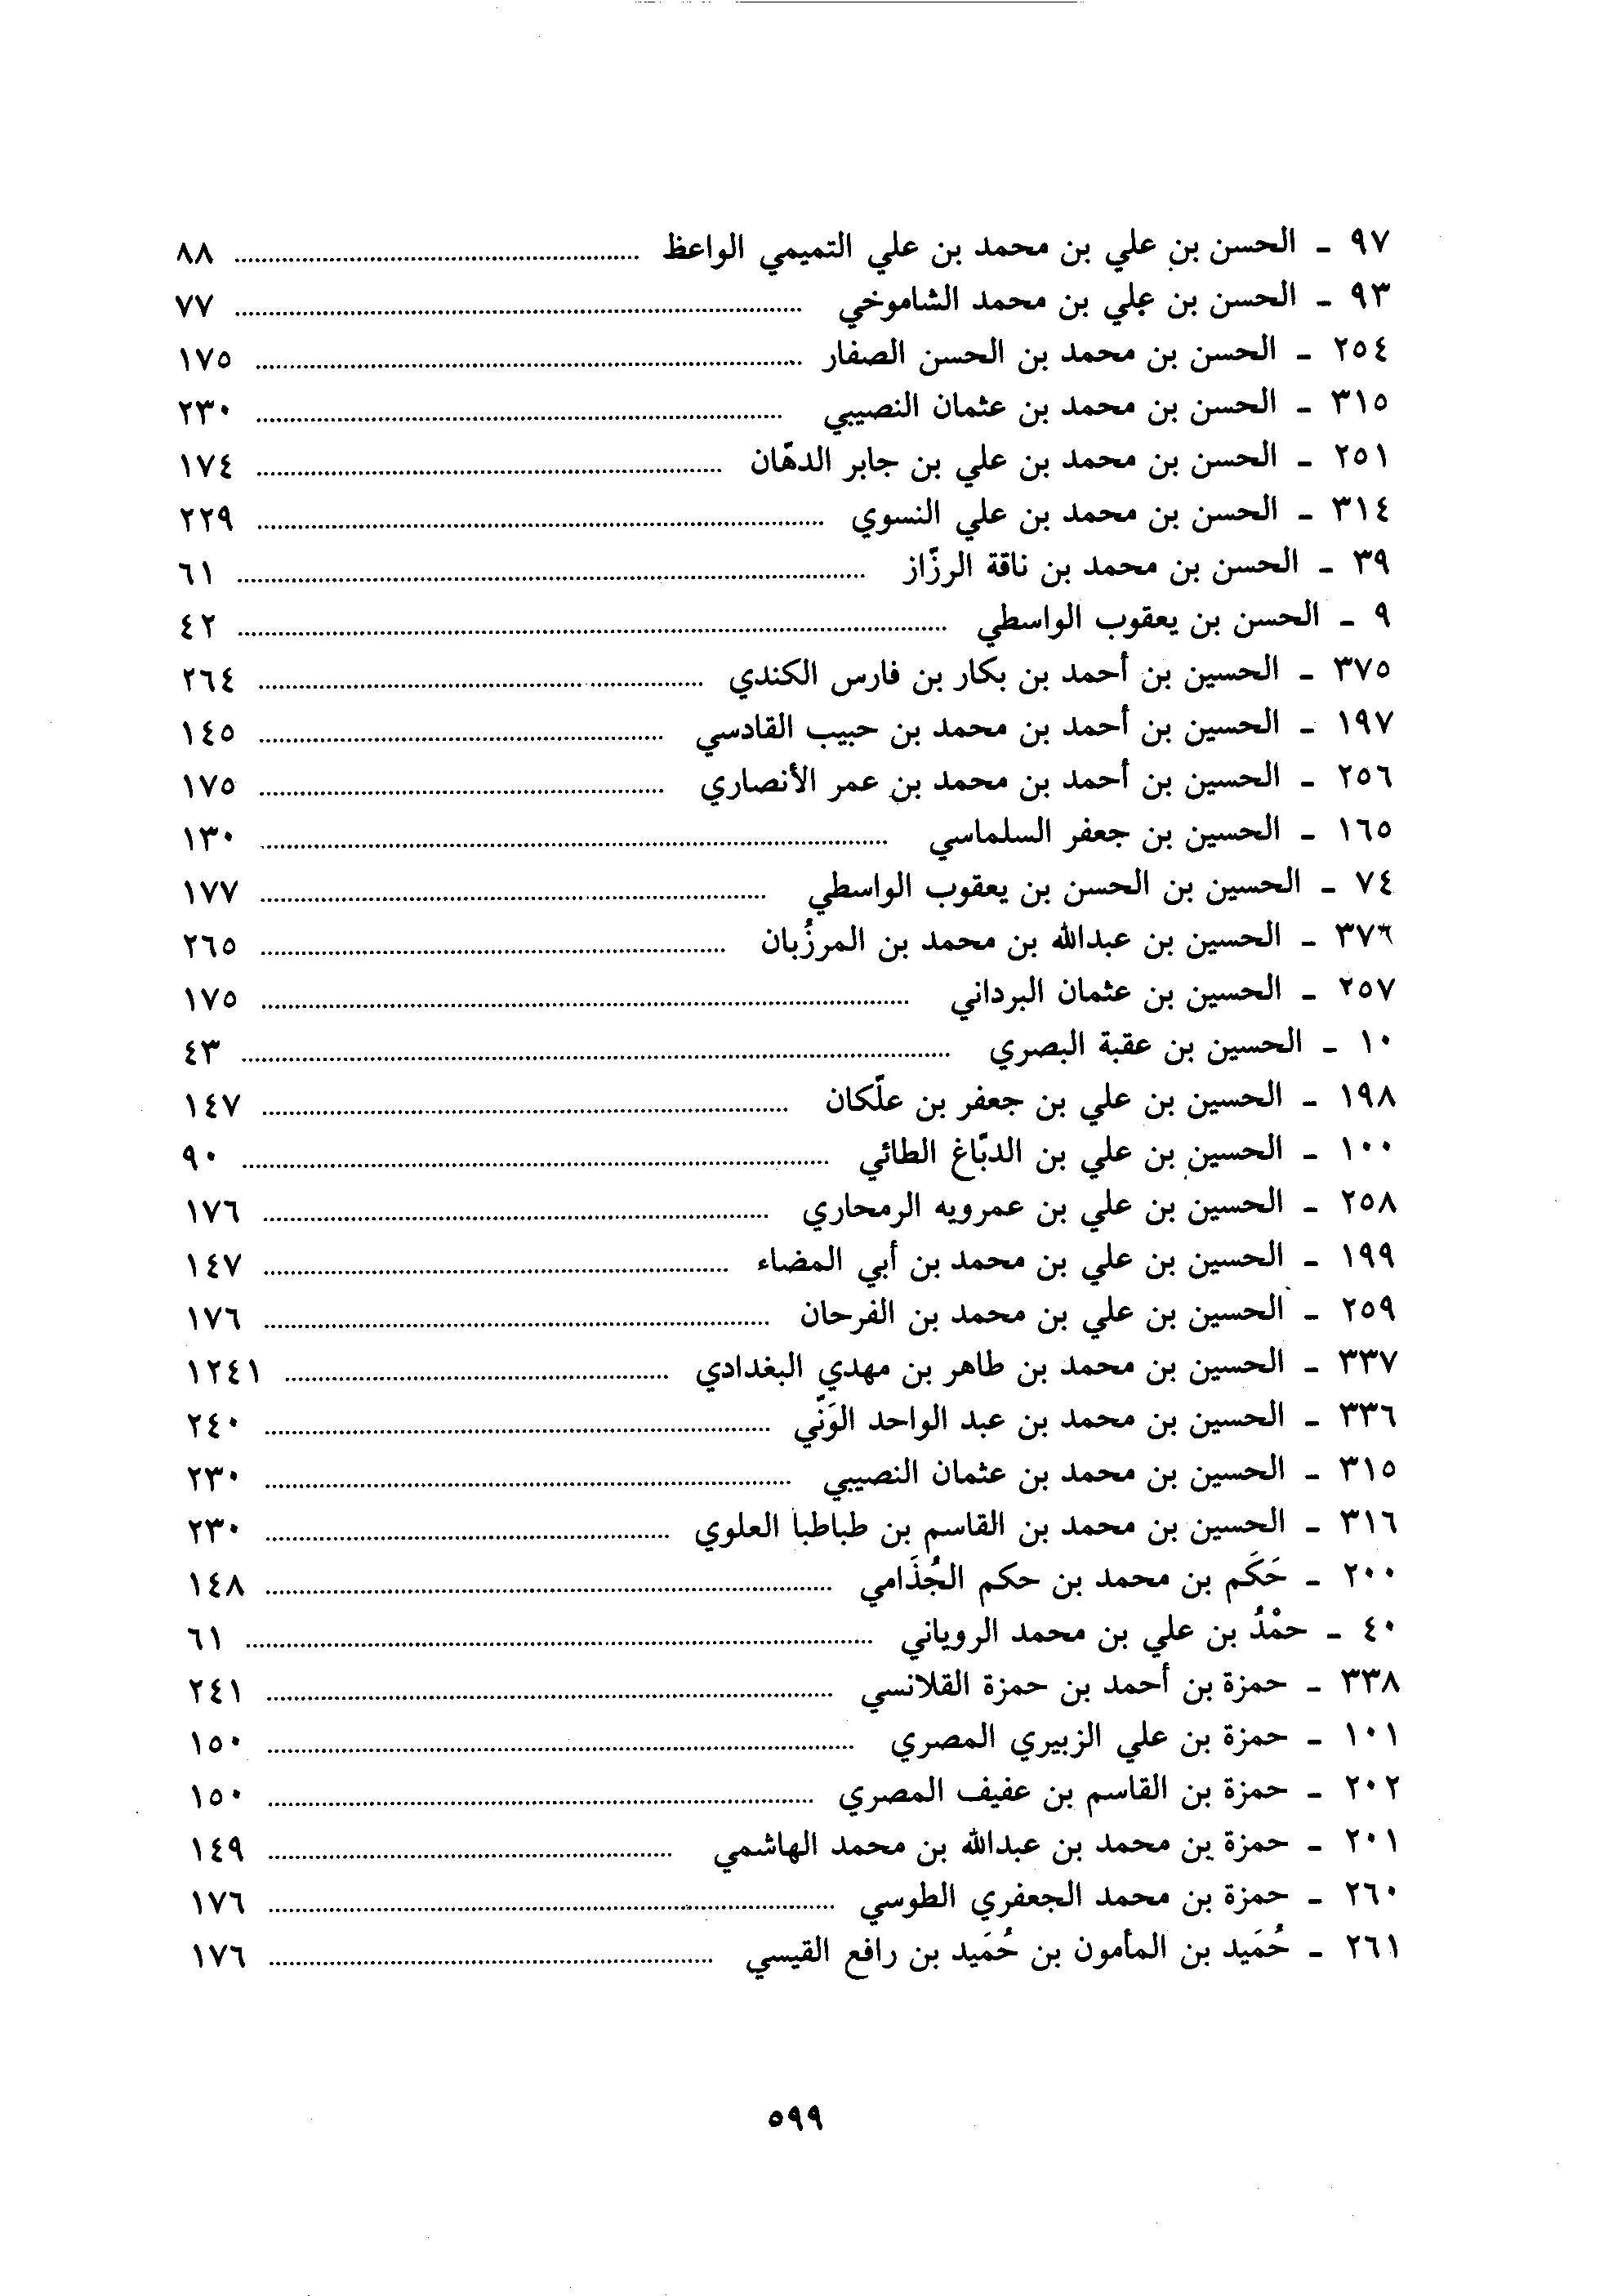 ٩٧ ـ الحسن بن علي بن محمد بن علي التميمي الواعظ ........ ٨٨
٩٣ ـ الحسن بن علي بن محمد الشاموخي ........ ٧٧
٢٥٤ ـ الحسن بن محمد بن الحسن الصفار ........ ١٧٥
٣١٥ ـ الحسن بن محمد بن عثمان النصيبي ........ ٢٣٠
٢٥١ ـ الحسن بن محمد بن علي بن جابر الدهّان ........ ١٧٤
٣١٤ ـ الحسن بن محمد بن علي النسوي ........ ٢٢٩
٣٩ ـ الحسن بن محمد بن ناقة الرزّاز ........ ٦١
٩ ـ الحسن بن يعقوب الواسطي ........ ٤٢
٣٧٥ ـ الحسين بن أحمد بن بكار بن فارس الكندي ........ ٢٦٤
١٩٧ ـ الحسين بن أحمد بن محمد بن حبيب القادسي ........ ١٤٥
٢٥٦ ـ الحسين بن أحمد بن محمد بن عمر الأنصاري ........ ١٧٥
١٦٥ ـ الحسين بن جعفر السلماسي ........ ١٣٠
٧٤ ـ الحسين بن الحسن بن يعقوب الواسطي ........ ١٧٧
٣٧٦ ـ الحسين بن عبدالله بن محمد بن المرزُبان ........ ٢٦٥
٢٥٧ ـ الحسين بن عثمان البرداني ........ ١٧٥
١٠ ـ الحسين بن عقبة البصري ........ ٤٣
١٩٨ ـ الحسين بن علي بن جعفر بن علّكان ........ ١٤٧
١٠٠ ـ الحسين بن علي بن الدبّاغ الطائي ........ ٩٠
٢٥٨ ـ الحسين بن علي بن عمرويه الرمحاري ........ ١٧٦
١٩٩ ـ الحسين بن علي بن محمد بن أبي المضاء ........ ١٤٧
٢٥٩ ـ الحسين بن علي بن محمد بن الفرحان ........ ١٧٦
٣٣٧ ـ الحسين بن محمد بن طاهر بن مهدي البغدادي ........ ١٢٤١
٣٣٦ ـ الحسين بن محمد بن عبد الواحد الوَنّي ........ ٢٤٠
٣١٥ ـ الحسين بن محمد بن عثمان النصيبي ........ ٢٣٠
٣١٦ ـ الحسين بن محمد بن القاسم بن طباطبا العلوي ........ ٢٣٠
٢٠٠ ـ حَكَم بن محمد بن حكم الجُذَامي ........ ١٤٨
٤٠ ـ حمْدُ بن علي بن محمد الروياني ........ ٦١
٣٣٨ ـ حمزة بن أحمد بن حمزة القلانسي ........ ٢٤١
١٠١ ـ حمزة بن علي الزبيري المصري ........ ١٥٠
٢٠٢ ـ حمزة بن القاسم بن عفيف المصري ........ ١٥٠
٢٠١ ـ حمزة بن محمد بن عبدالله بن محمد الهاشمي ........ ١٤٩
٢٦٠ ـ حمزة بن محمد الجعفري الطوسي ........ ١٧٦
٢٦١ ـ حُمَيد بن المأمون بن حُمَيد بن رافع القيسي ........ ١٧٦
٥٩٩